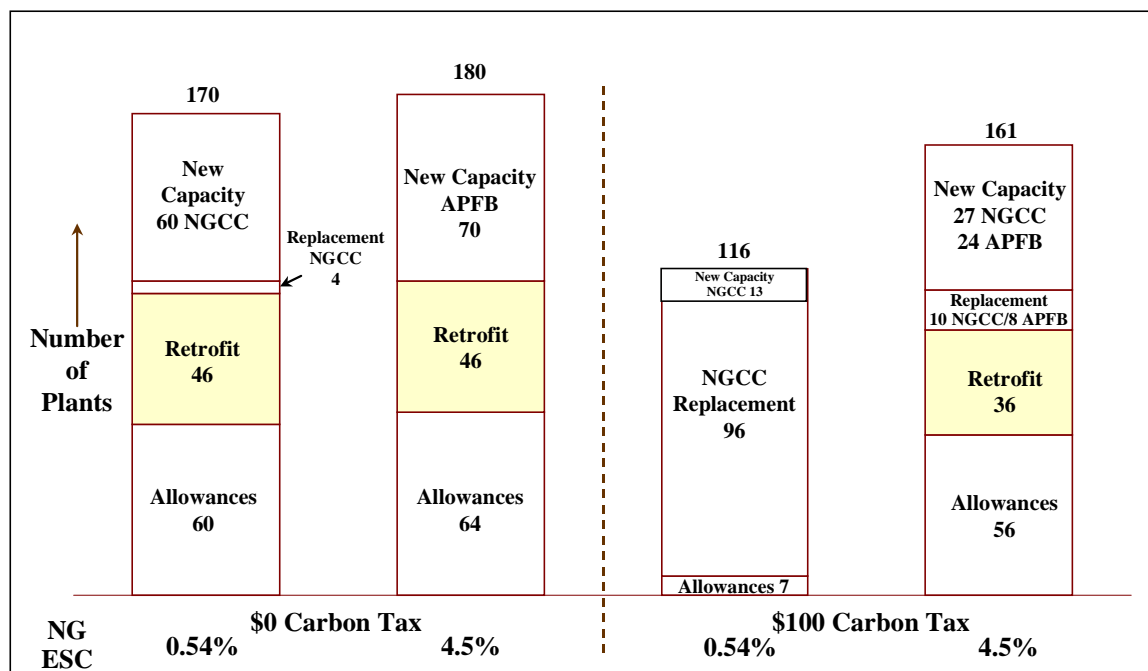 170
New
Capacity
60 NGCC
Replacement
NGCC
4
Retrofit
46
Allowances
60
180
New Capacity
APFB
70
Retrofit
46
Allowances
64
116
New Capacity
NGCC 13
NGCC
Replacement
96
Allowances 7
161
New Capacity
27 NGCC
24 APFB
Replacement
10 NGCC/8 APFB
Retrofit
36
Allowances
56
Number
of
Plants
$0 Carbon Tax
$100 Carbon Tax
NG
ESC
0.54%
4.5%
0.54%
4.5%